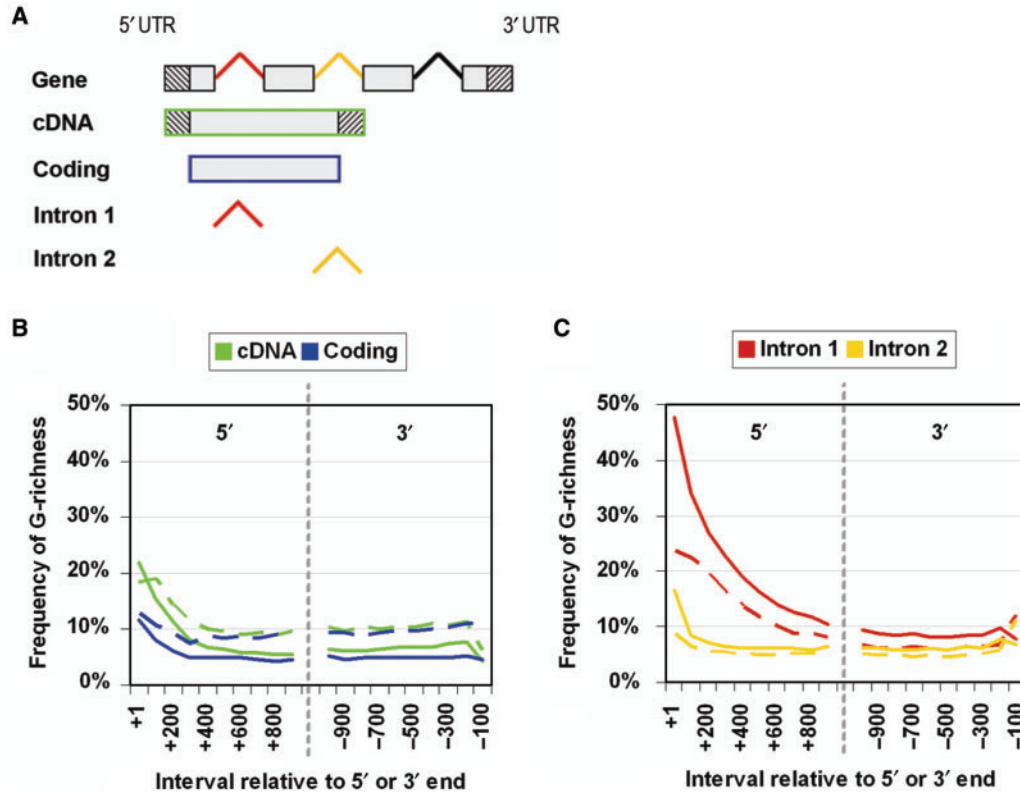 A
5′ UTR 3′ UTR
Gene
cDNA
Coding
Intron 1
Intron 2
B
cDNA Coding
50%
40%
30%
20%
10%
0%
Frequency of G-richness
5′ 3′
+1 +200 +400 +600 +800 −900 −700 −500 −300 −100
Interval relative to 5′ or 3′ end
C
Intron 1 Intron 2
50%
40%
30%
20%
10%
0%
Frequency of G-richness
5′ 3′
+1 +200 +400 +600 +800 −900 −700 −500 −300 −100
Interval relative to 5′ or 3′ end